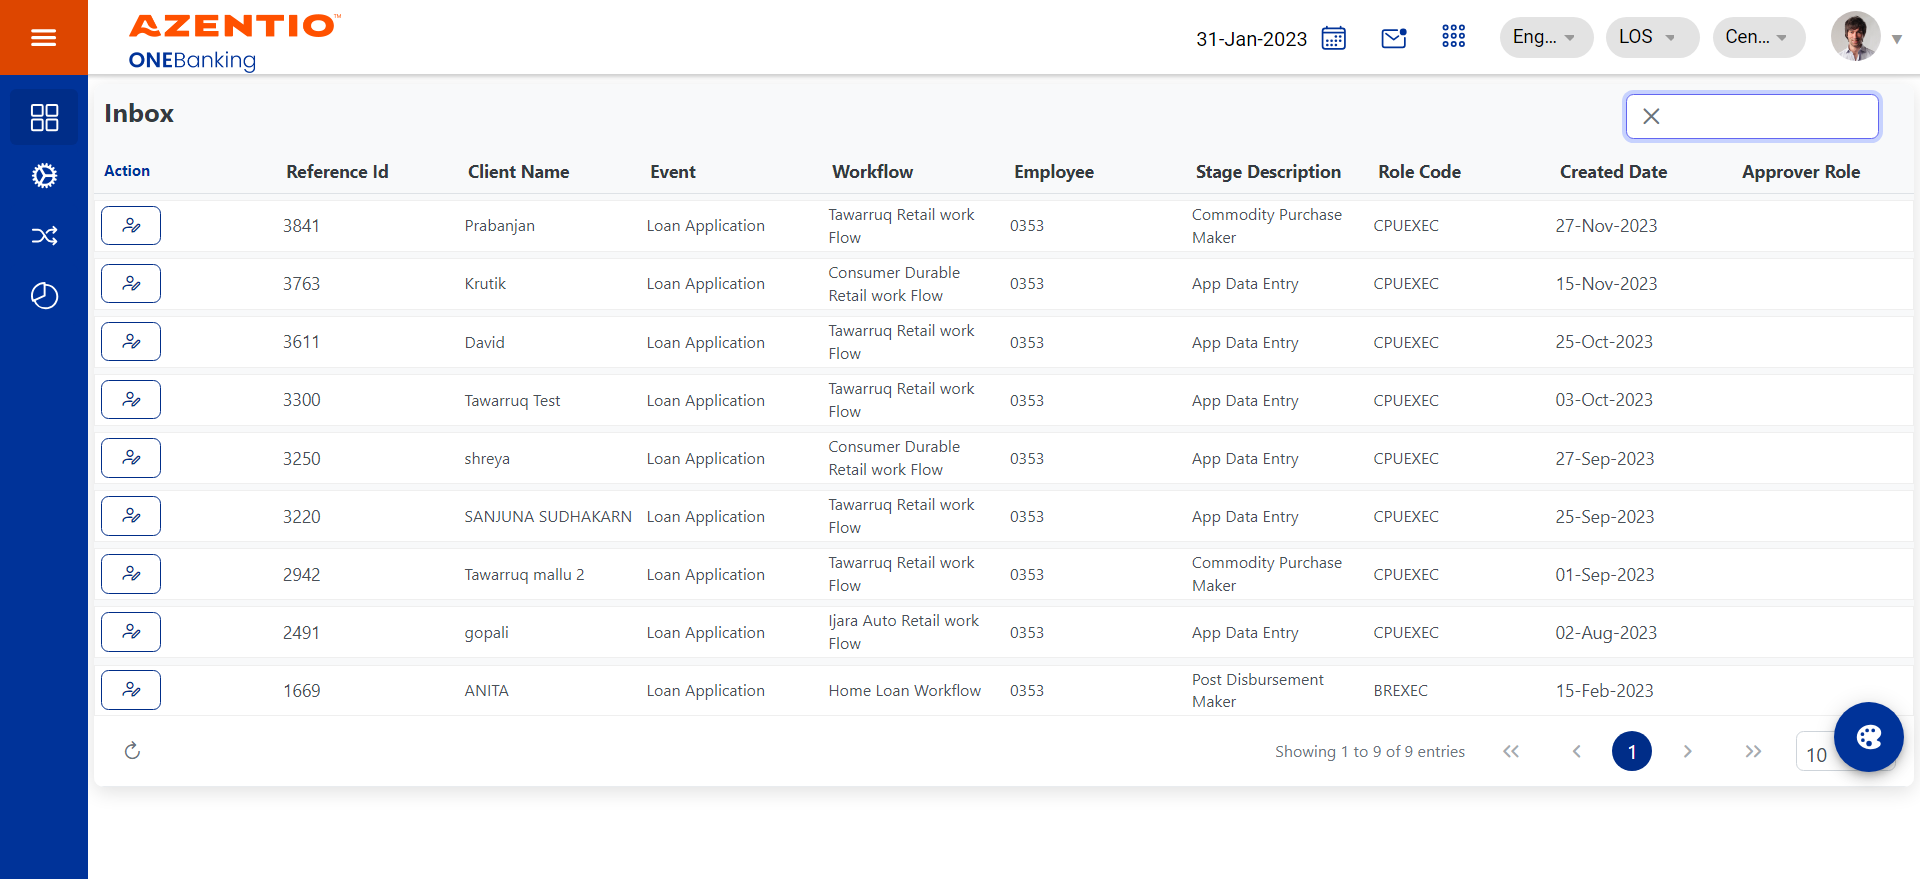 AZENTIO™
ONEBanking
31-Jan-2023
Eng...
LOS
Cen...
Inbox
Action Reference Id Client Name Event Workflow Employee Stage Description Role Code Created Date Approver Role
3841 Prabanjan Loan Application Tawarruq Retail work Flow 0353 Commodity Purchase Maker CPUEXEC 27-Nov-2023
3763 Krutik Loan Application Consumer Durable Retail work Flow 0353 App Data Entry CPUEXEC 15-Nov-2023
3611 David Loan Application Tawarruq Retail work Flow 0353 App Data Entry CPUEXEC 25-Oct-2023
3300 Tawarruq Test Loan Application Tawarruq Retail work Flow 0353 App Data Entry CPUEXEC 03-Oct-2023
3250 shreya Loan Application Consumer Durable Retail work Flow 0353 App Data Entry CPUEXEC 27-Sep-2023
3220 SANJUNA SUDHAKARN Loan Application Tawarruq Retail work Flow 0353 App Data Entry CPUEXEC 25-Sep-2023
2942 Tawarruq mallu 2 Loan Application Tawarruq Retail work Flow 0353 Commodity Purchase Maker CPUEXEC 01-Sep-2023
2491 gopali Loan Application Ijara Auto Retail work Flow 0353 App Data Entry CPUEXEC 02-Aug-2023
1669 ANITA Loan Application Home Loan Workflow 0353 Post Disbursement Maker BREXEC 15-Feb-2023
Showing 1 to 9 of 9 entries
1
10